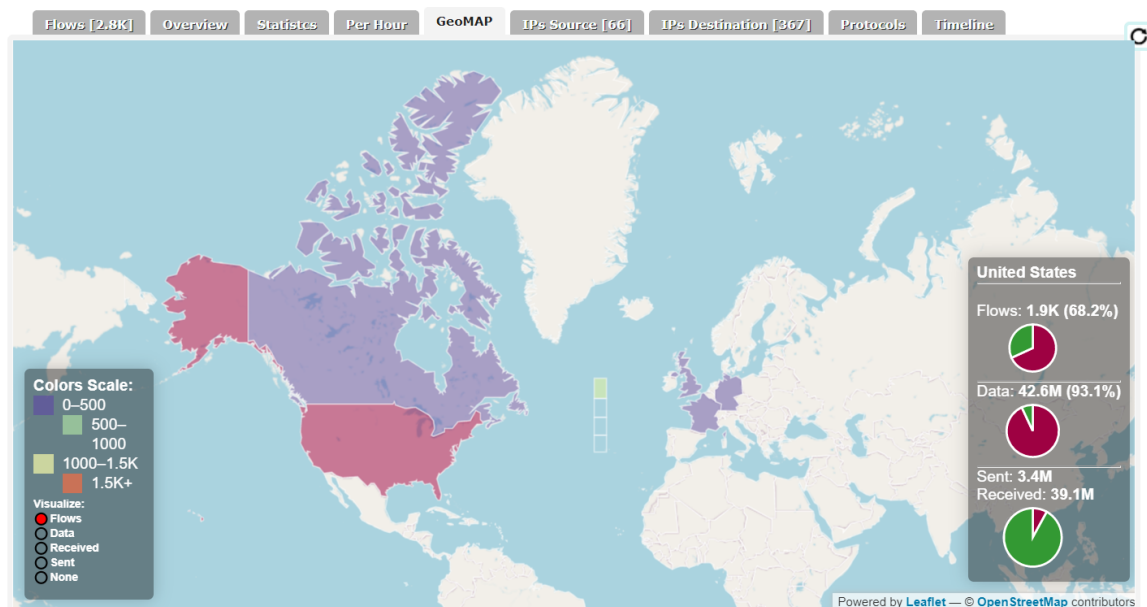 Flows [2.8K] Overview Statistcs Per Hour GeoMAP IPs Source [66] IPs Destination [367] Protocols Timeline
United States
Flows: 1.9K (68.2%)
Data: 42.6M (93.1%)
Sent: 3.4M
Received: 39.1M
Colors Scale:
0–500
500–
1000
1000–1.5K
1.5K+
Visualize:
Flows
Data
Received
Sent
None
Powered by Leaflet — © OpenStreetMap contributors